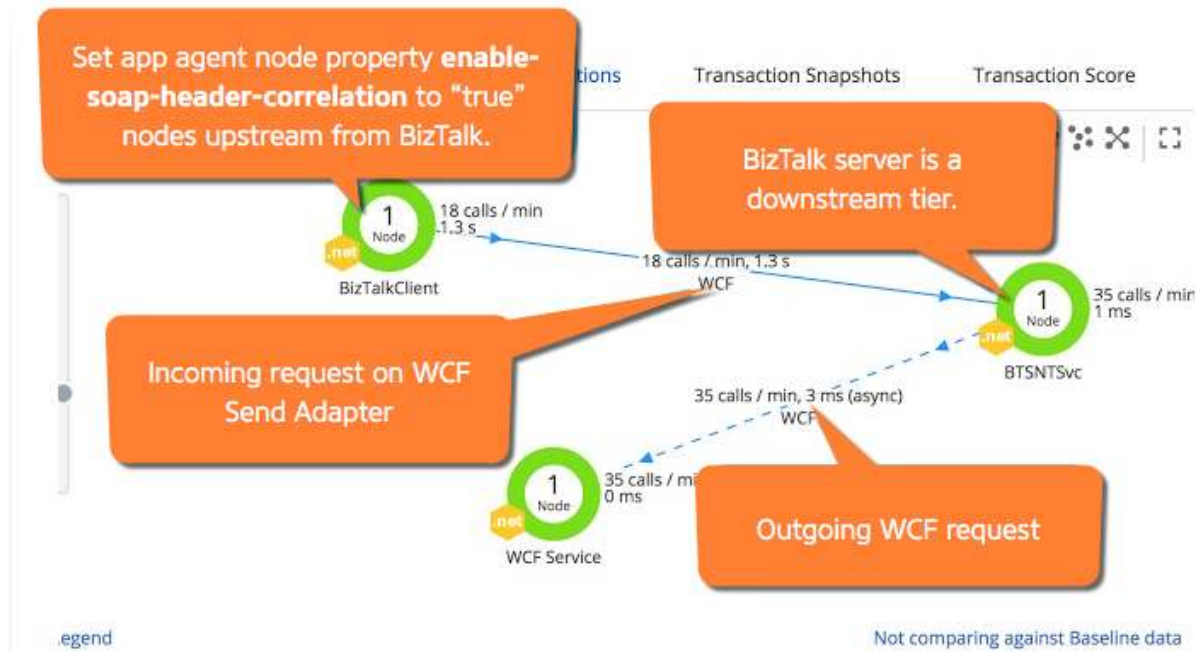 Set app agent node property enable-
soap-header-correlation to “true”
nodes upstream from BizTalk.
tions
Transaction Snapshots
Transaction Score
BizTalk server is a
downstream tier.
1
Node
.net
18 calls / min
1.3 s
BizTalkClient
18 calls / min, 1.3 s
WCF
1
Node
.net
35 calls / min
1 ms
BTSNTSvc
Incoming request on WCF
Send Adapter
35 calls / min, 3 ms (async)
WCF
1
Node
.net
35 calls / mi
0 ms
WCF Service
Outgoing WCF request
.egend
Not comparing against Baseline data